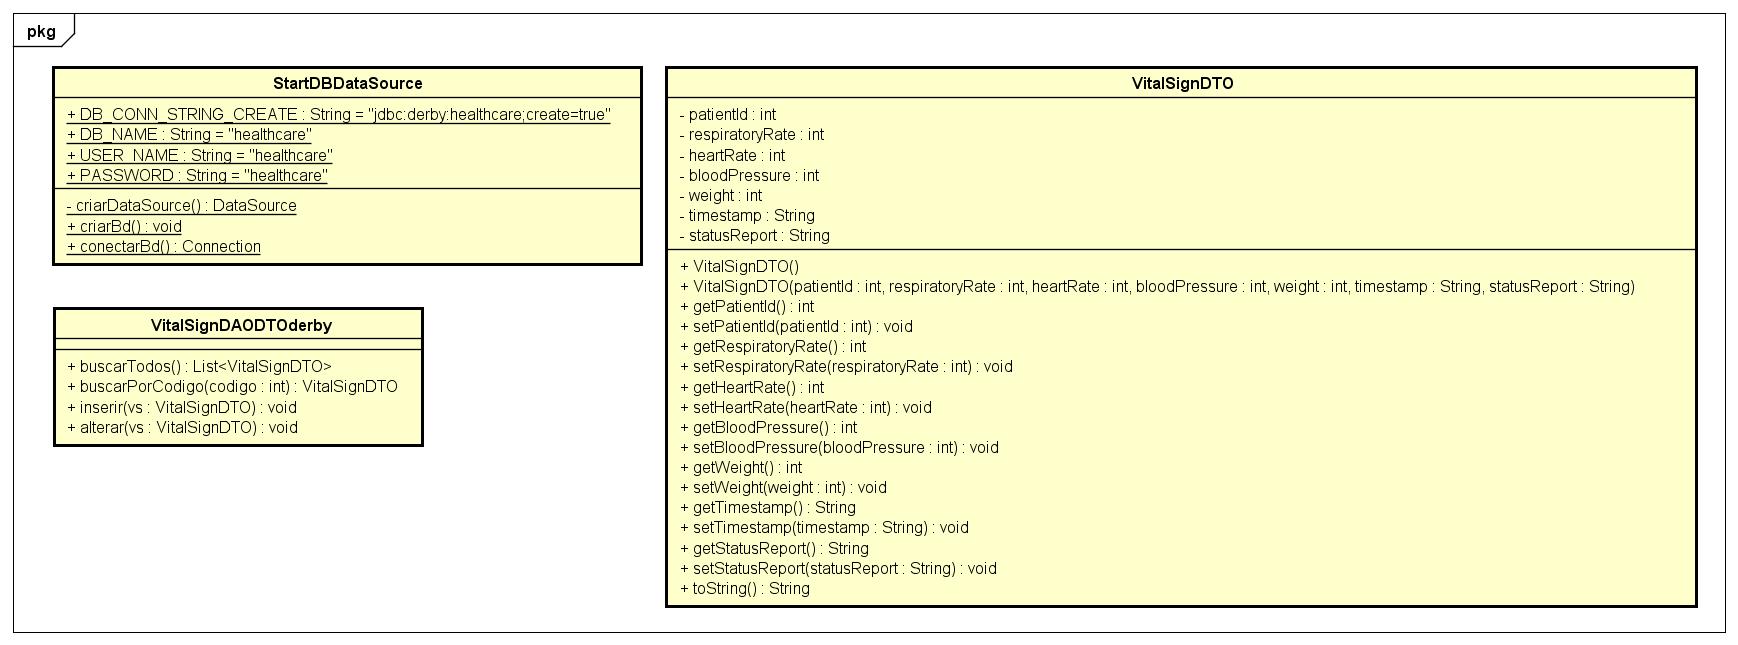 pkg
StartDBDataSource
+ DB_CONN_STRING_CREATE : String = "jdbc:derby:healthcare;create=true"
+ DB_NAME : String = "healthcare"
+ USER_NAME : String = "healthcare"
+ PASSWORD : String = "healthcare"
- criarDataSource() : DataSource
+ criarBd() : void
+ conectarBd() : Connection
VitalSignDAODTOderby
+ buscarTodos() : List<VitalSignDTO>
+ buscarPorCodigo(codigo : int) : VitalSignDTO
+ inserir(vs : VitalSignDTO) : void
+ alterar(vs : VitalSignDTO) : void
VitalSignDTO
- patientId : int
- respiratoryRate : int
- heartRate : int
- bloodPressure : int
- weight : int
- timestamp : String
- statusReport : String
+ VitalSignDTO()
+ VitalSignDTO(patientId : int, respiratoryRate : int, heartRate : int, bloodPressure : int, weight : int, timestamp : String, statusReport : String)
+ getPatientId() : int
+ setPatientId(patientId : int) : void
+ getRespiratoryRate() : int
+ setRespiratoryRate(respiratoryRate : int) : void
+ getHeartRate() : int
+ setHeartRate(heartRate : int) : void
+ getBloodPressure() : int
+ setBloodPressure(bloodPressure : int) : void
+ getWeight() : int
+ setWeight(weight : int) : void
+ getTimestamp() : String
+ setTimestamp(timestamp : String) : void
+ getStatusReport() : String
+ setStatusReport(statusReport : String) : void
+ toString() : String